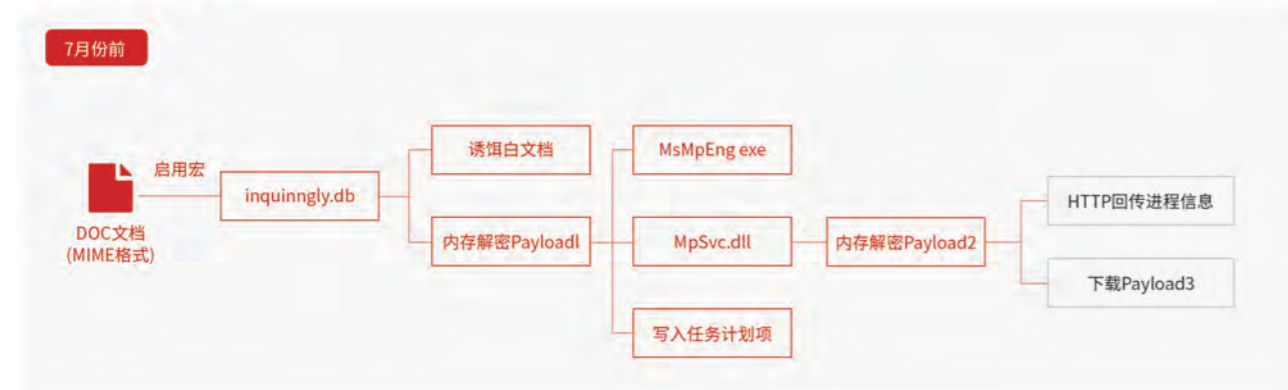 7月份前
启用宏
DOC文档
(MIME格式)
inquinngly.db
诱饵白文档
内存解密Payloadl
MsMpEng exe
MpSvc.dll
写入任务计划项
内存解密Payload2
HTTP回传进程信息
下载Payload3